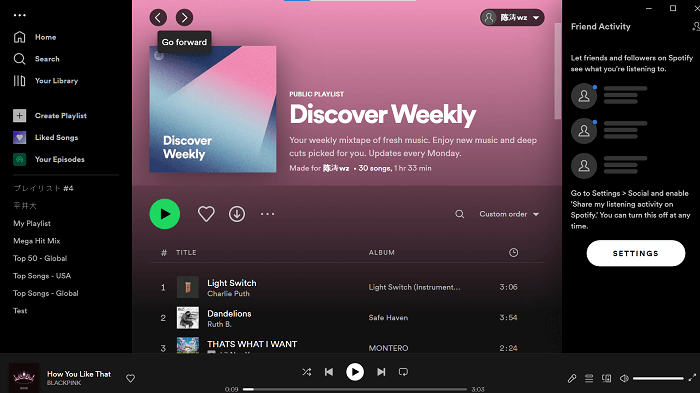 Home
Search
Your Library
Create Playlist
Liked Songs
Your Episodes
プレイリスト #4
平井大
My Playlist
Mega Hit Mix
Top 50 - Global
Top Songs - USA
Top Songs - Global
Test
陈涛wz
Go forward
Discover
Weekly
PUBLIC PLAYLIST
Discover Weekly
Your weekly mixtape of fresh music. Enjoy new music and deep
cuts picked for you. Updates every Monday.
Made for 陈涛wz • 30 songs, 1 hr 33 min
Custom order
# TITLE ALBUM
1 Light Switch Light Switch (Instrument... 3:06
Charlie Puth
2 Dandelions Safe Haven 3:54
Ruth B.
3 THATS WHAT I WANT MONTERO 2:24
Friend Activity
Let friends and followers on Spotify
see what you're listening to.
Go to Settings > Social and enable
'Share my listening activity on
Spotify.' You can turn this off at any
time.
SETTINGS
How You Like That
BLACKPINK
0:09 3:03